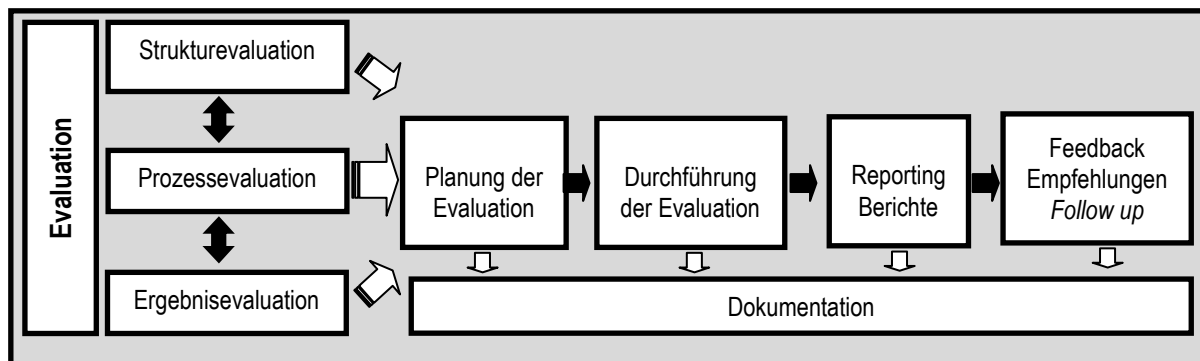 Evaluation
Strukturevaluation
Prozessevaluation
Ergebnisevaluation
Planung der
Evaluation
Durchführung
der Evaluation
Reporting
Berichte
Feedback
Empfehlungen
Follow up
Dokumentation